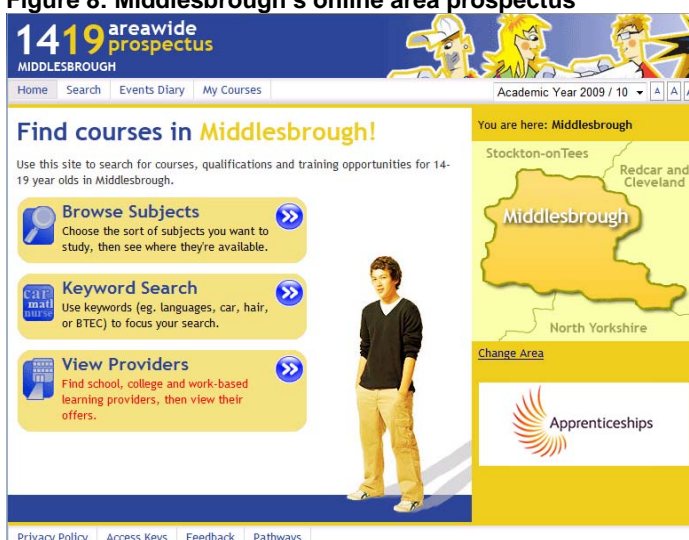 Figure 8: Middlesbrough's online area prospectus
1419 areawide
prospectus
MIDDLESBROUGH
Home Search Events Diary My Courses
Academic Year 2009 / 10
A A A
Find courses in Middlesbrough!
Use this site to search for courses, qualifications and training opportunities for 14-
19 year olds in Middlesbrough.
Browse Subjects
Choose the sort of subjects you want to
study, then see where they're available.
car
mat
nurse
Keyword Search
Use keywords (eg. languages, car, hair,
or BTEC) to focus your search.
View Providers
Find school, college and work-based
learning providers, then view their
offers.
You are here: Middlesbrough
Stockton-onTees
Redcar and
Cleveland
Middlesbrough
North Yorkshire
Change Area
Apprenticeships
Privacy Policy Access Keys Feedback Pathways